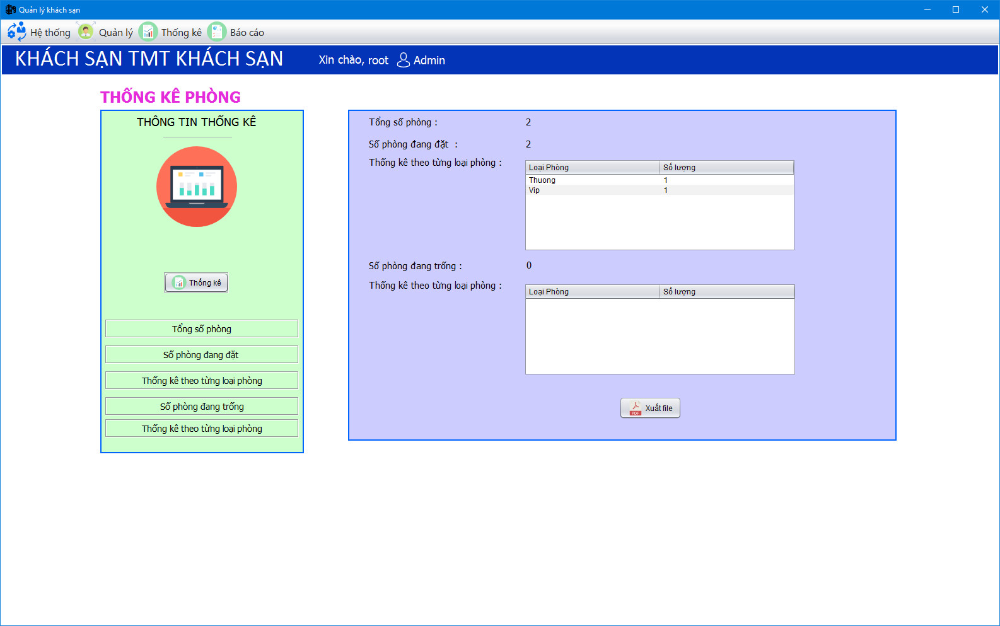 Quản lý khách sạn
Hệ thống Quản lý Thống kê Báo cáo
KHÁCH SẠN TMT KHÁCH SẠN Xin chào, root Admin
THỐNG KÊ PHÒNG
THÔNG TIN THỐNG KÊ
Thống kê
Tổng số phòng
Số phòng đang đặt
Thống kê theo từng loại phòng
Số phòng đang trống
Thống kê theo từng loại phòng
Tổng số phòng : 2
Số phòng đang đặt : 2
Thống kê theo từng loại phòng :
Loại Phòng Số lượng
Thuong 1
Vip 1
Số phòng đang trống : 0
Thống kê theo từng loại phòng :
Loại Phòng Số lượng
PDF Xuất file